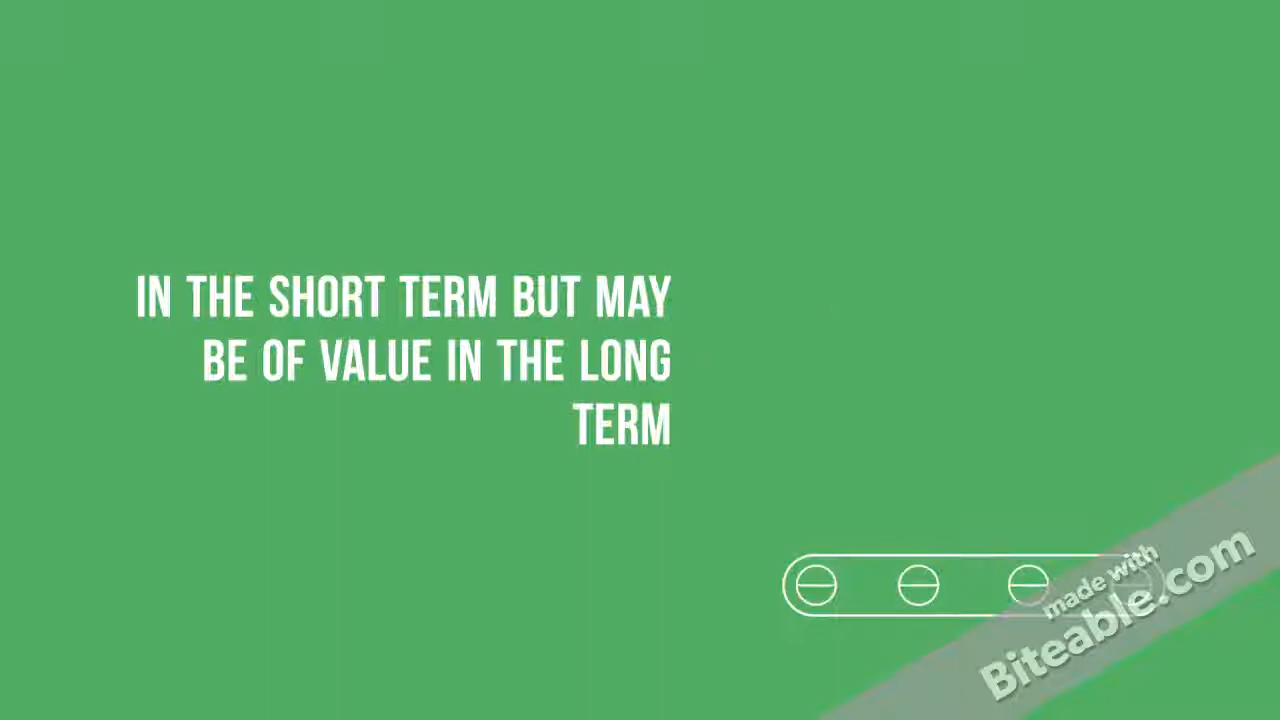 IN THE SHORT TERM BUT MAY
BE OF VALUE IN THE LONG
TERM
made with
Biteable.com